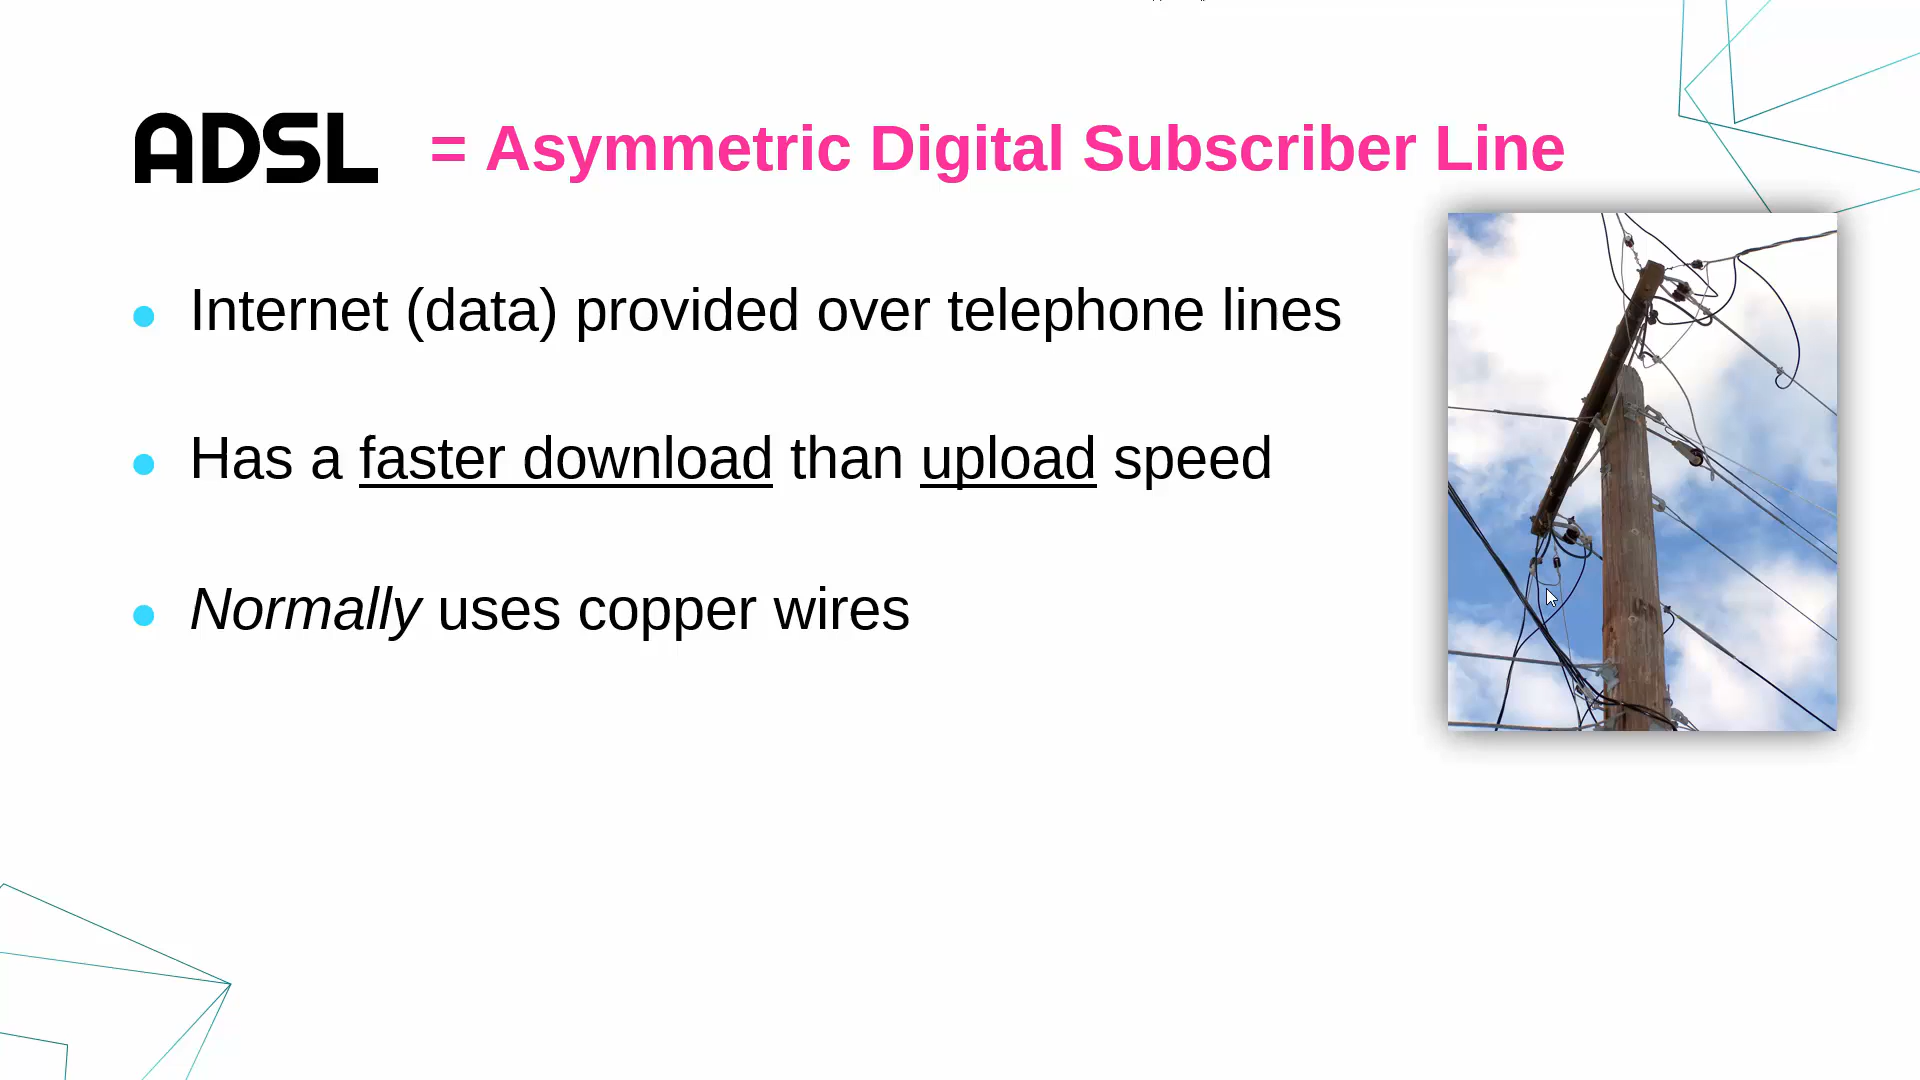 ADSL = Asymmetric Digital Subscriber Line
Internet (data) provided over telephone lines
Has a faster download than upload speed
Normally uses copper wires